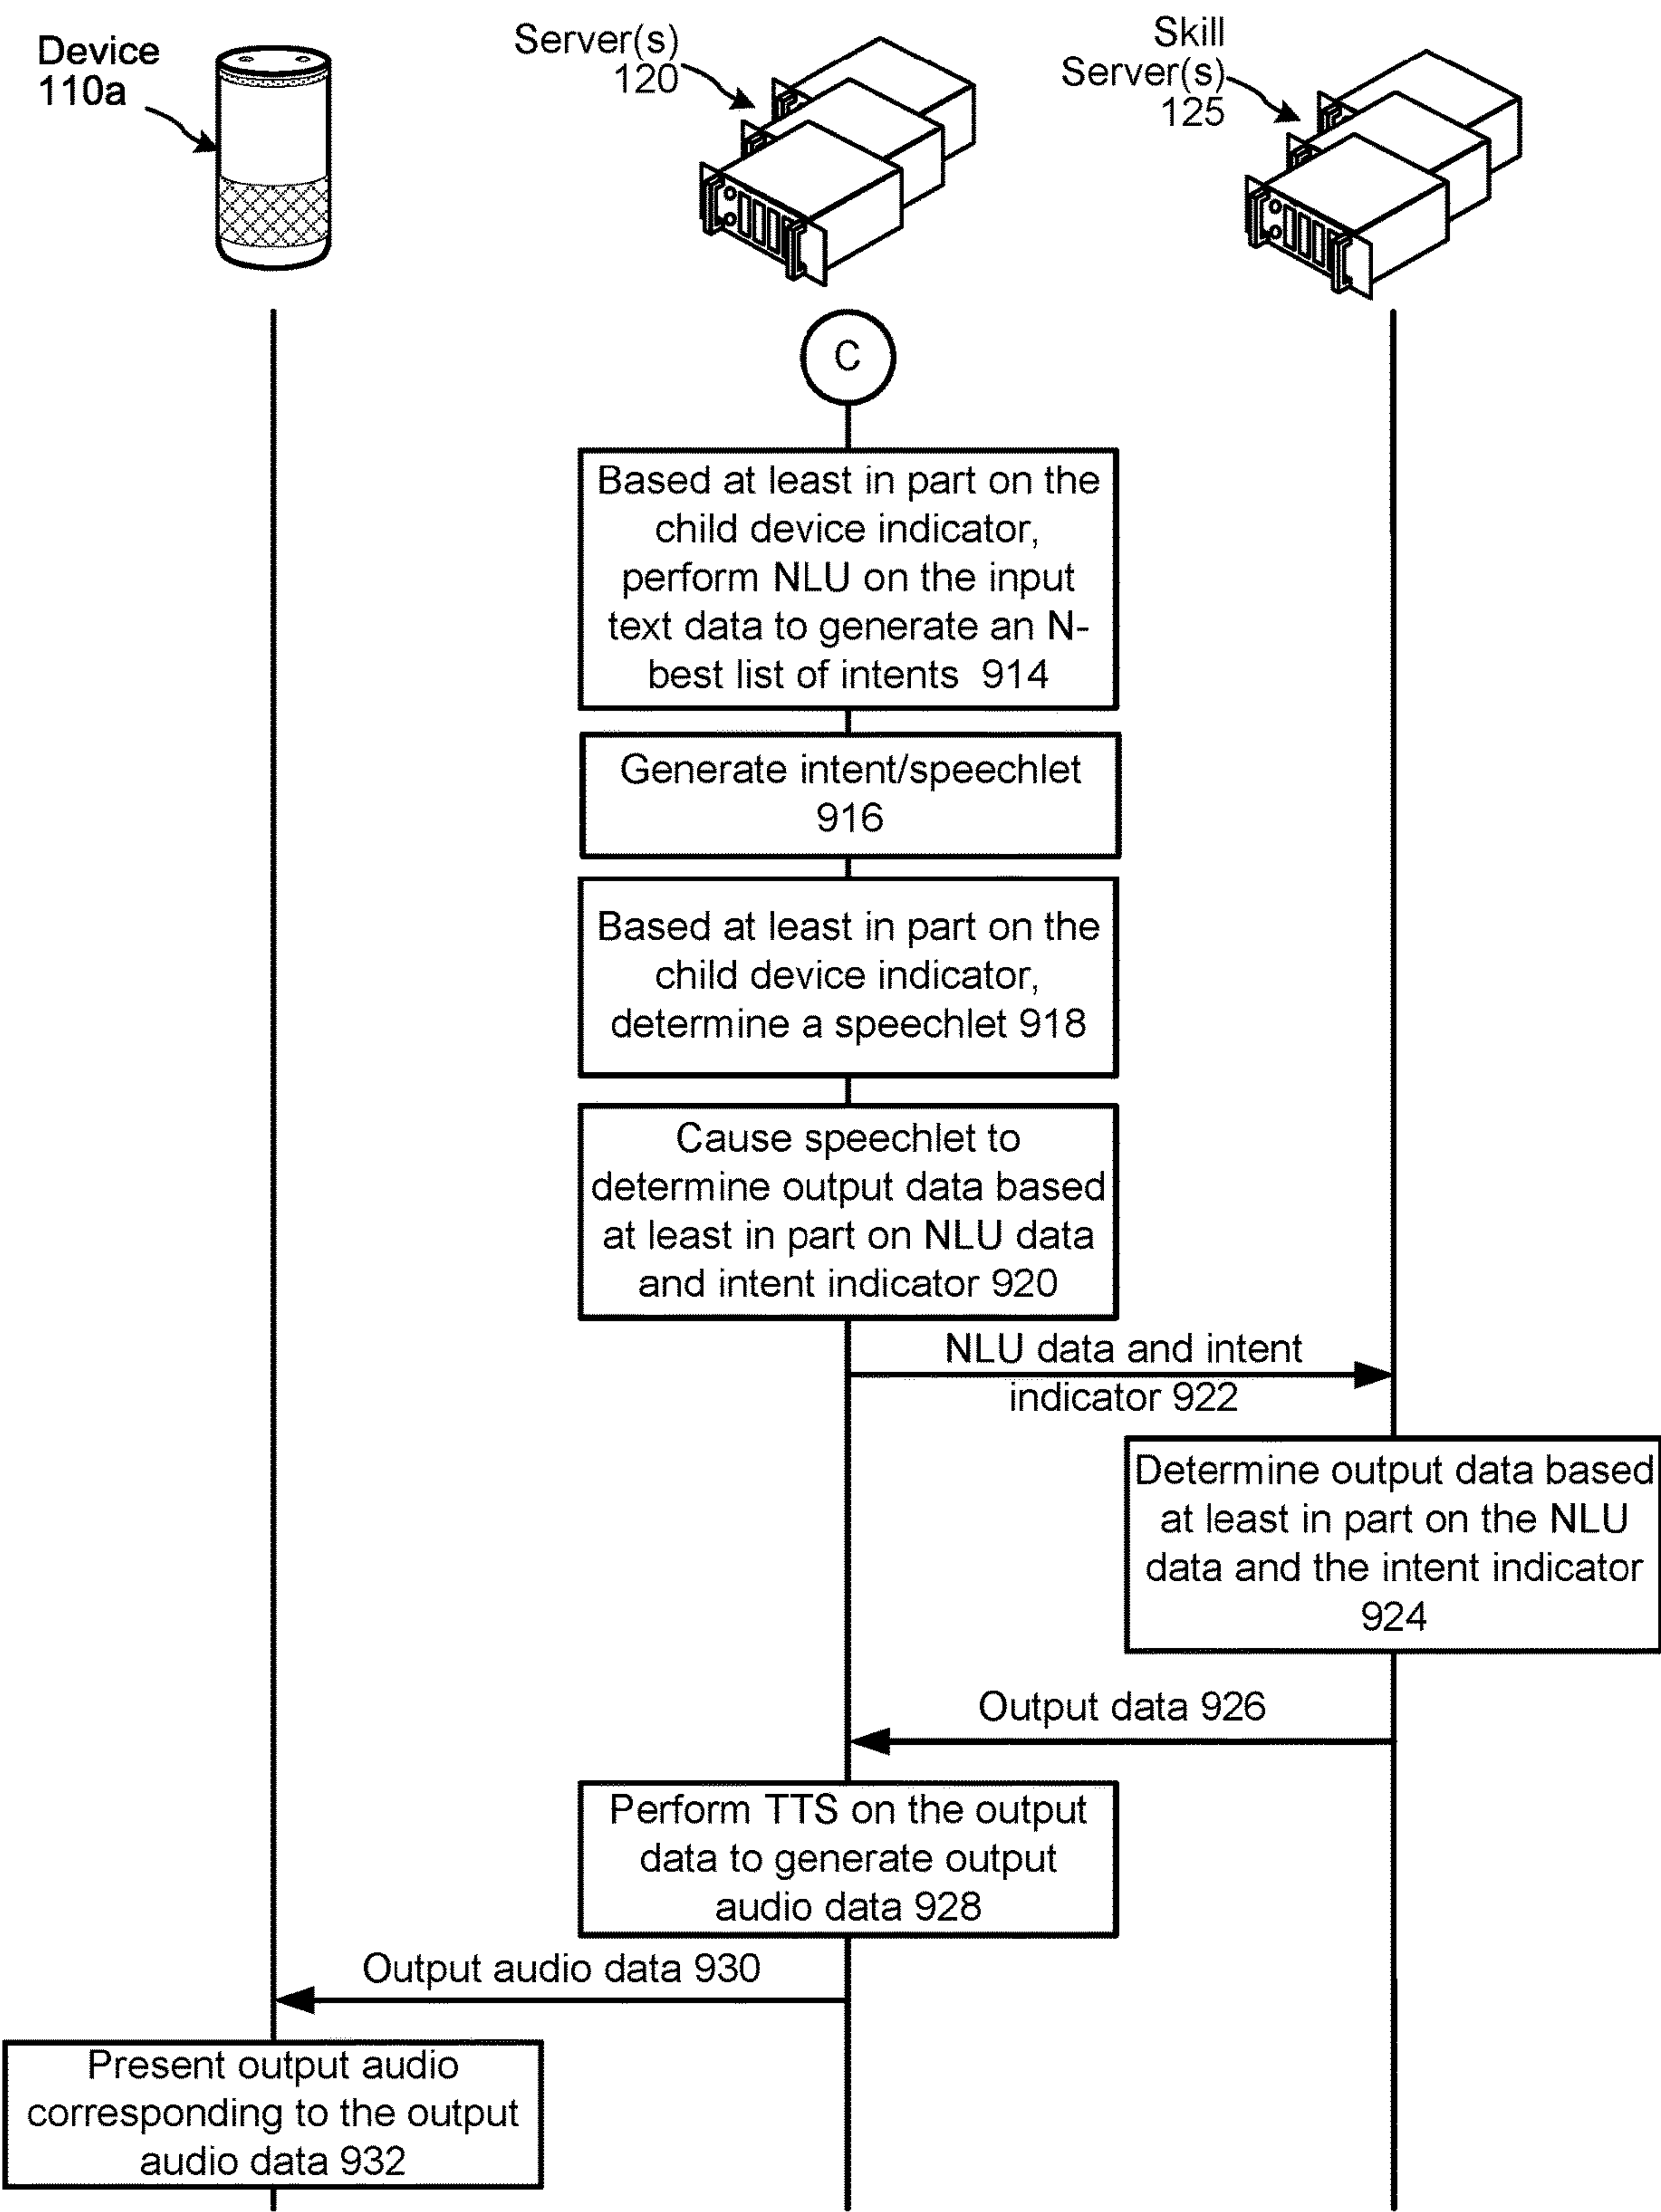 Device
110a
Server(s)
120
Skill
Server(s)
125
C
Based at least in part on the
child device indicator,
perform NLU on the input
text data to generate an N-
best list of intents 914
Generate intent/speechlet
916
Based at least in part on the
child device indicator,
determine a speechlet 918
Cause speechlet to
determine output data based
at least in part on NLU data
and intent indicator 920
NLU data and intent
indicator 922
Determine output data based
at least in part on the NLU
data and the intent indicator
924
Output data 926
Perform TTS on the output
data to generate output
audio data 928
Output audio data 930
Present output audio
corresponding to the output
audio data 932